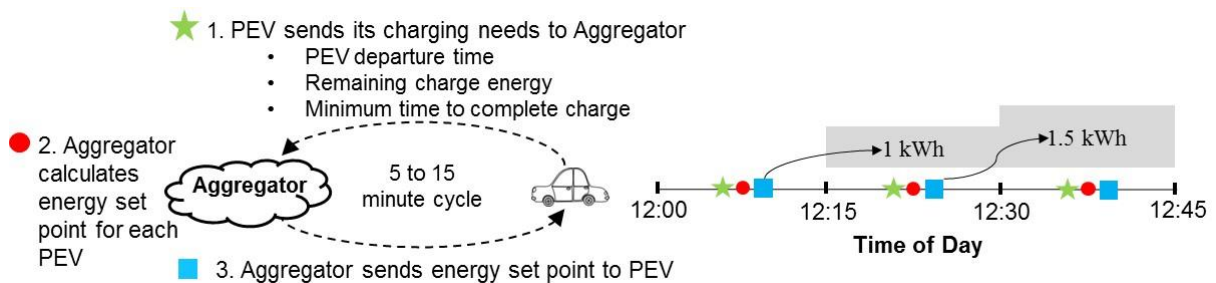 1. PEV sends its charging needs to Aggregator
• PEV departure time
• Remaining charge energy
• Minimum time to complete charge
2. Aggregator
calculates
energy set
point for each
PEV
Aggregator
5 to 15
minute cycle
3. Aggregator sends energy set point to PEV
1 kWh
1.5 kWh
12:00
12:15
12:30
12:45
Time of Day